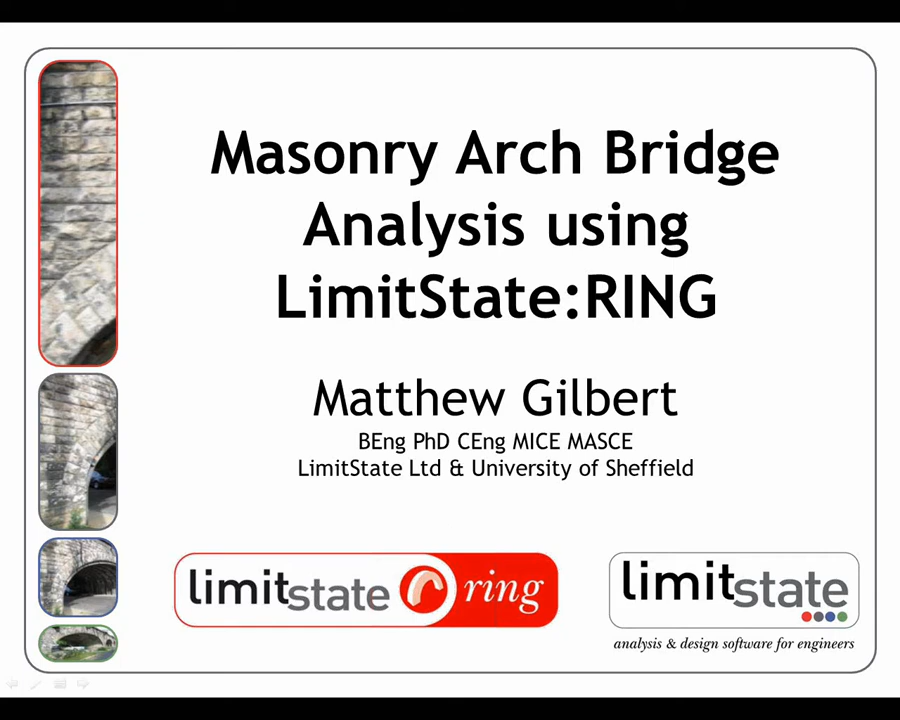 Masonry Arch Bridge
Analysis using
LimitState:RING
Matthew Gilbert
BEng PhD CEng MICE MASCE
LimitState Ltd & University of Sheffield
limitstate ring
limitstate
analysis & design software for engineers